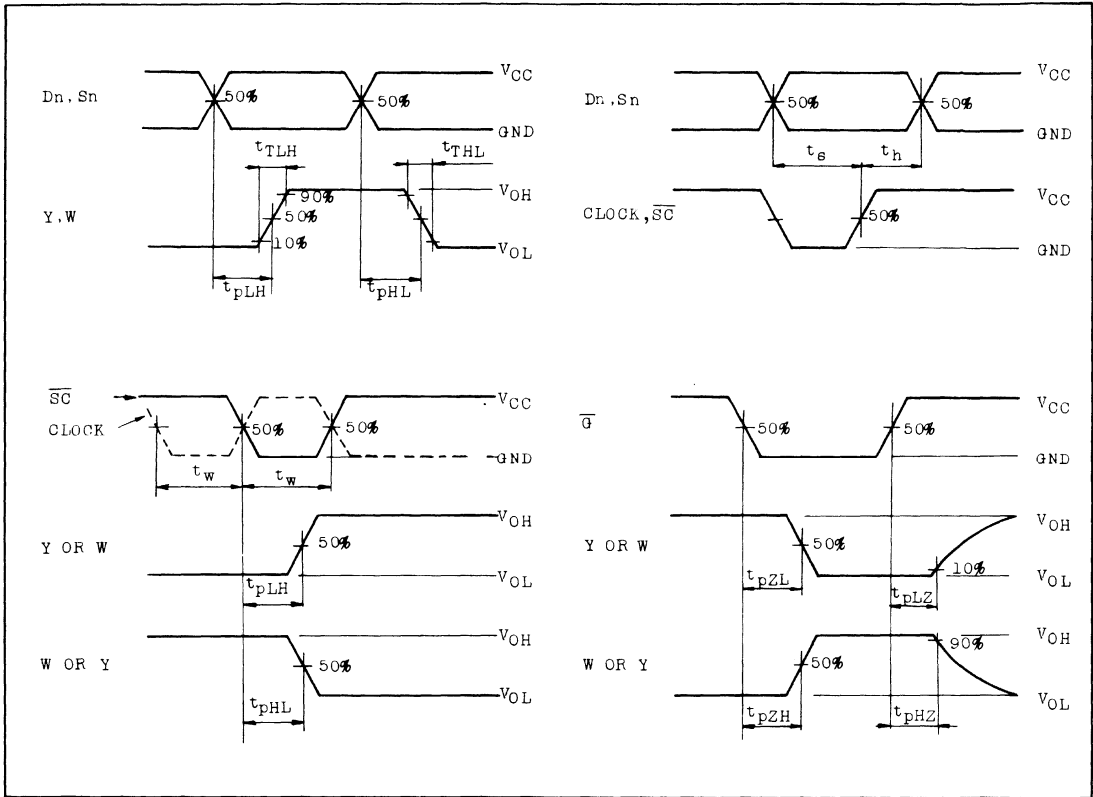 Dn, Sn
50%
50%
VCC
GND
tTLH
tTHL
Y, W
90%
50%
10%
VOH
VOL
tpLH
tpHL
Dn, Sn
50%
50%
VCC
GND
ts
th
CLOCK, S̅C̅
50%
VCC
GND
S̅C̅
CLOCK
50%
50%
VCC
GND
tW
tW
Y OR W
50%
VOH
VOL
tpLH
W OR Y
50%
VOH
VOL
tpHL
G̅
50%
50%
VCC
GND
Y OR W
50%
10%
VOH
VOL
tpZL
tpLZ
W OR Y
50%
90%
VOH
VOL
tpZH
tpHZ